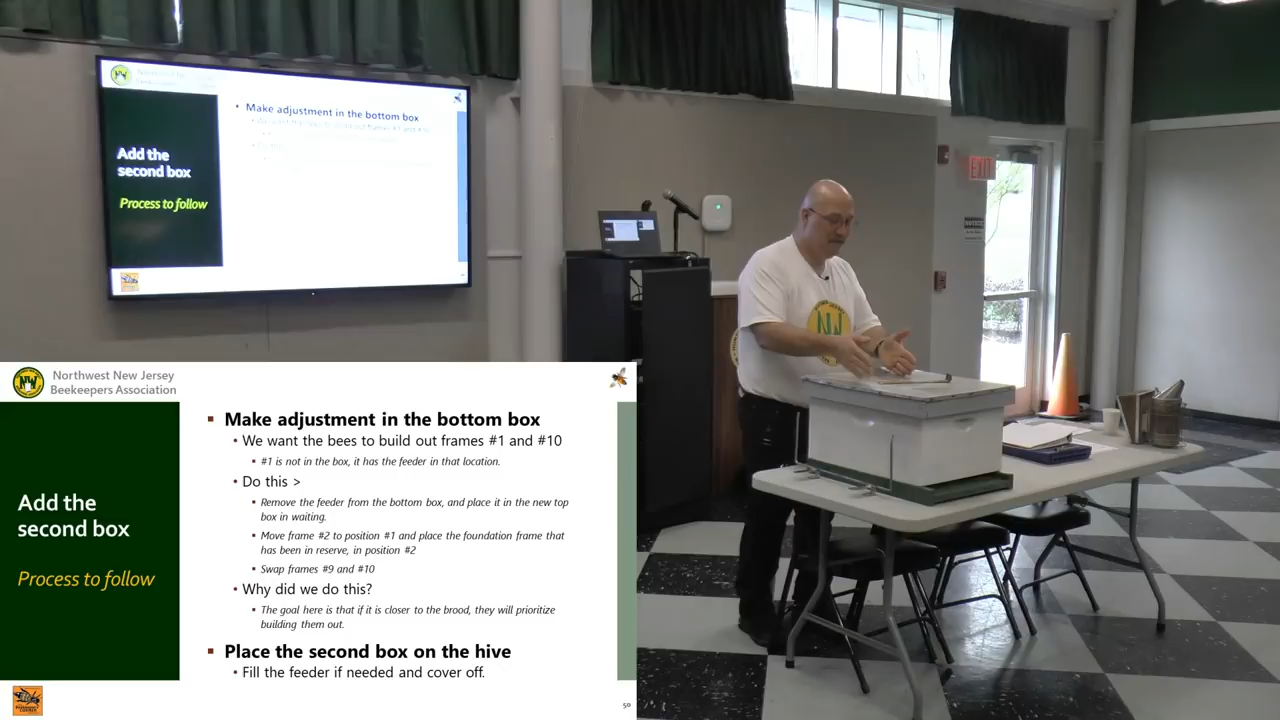 Make adjustment in the bottom box
Add the
second box
Process to follow
EXIT
NW
Northwest New Jersey
Beekeepers Association
Add the
second box
Process to follow
Make adjustment in the bottom box
We want the bees to build out frames #1 and #10
#1 is not in the box, it has the feeder in that location.
Do this >
Remove the feeder from the bottom box, and place it in the new top
box in waiting.
Move frame #2 to position #1 and place the foundation frame that
has been in reserve, in position #2
Swap frames #9 and #10
Why did we do this?
The goal here is that if it is closer to the brood, they will prioritize
building them out.
Place the second box on the hive
Fill the feeder if needed and cover off.
50